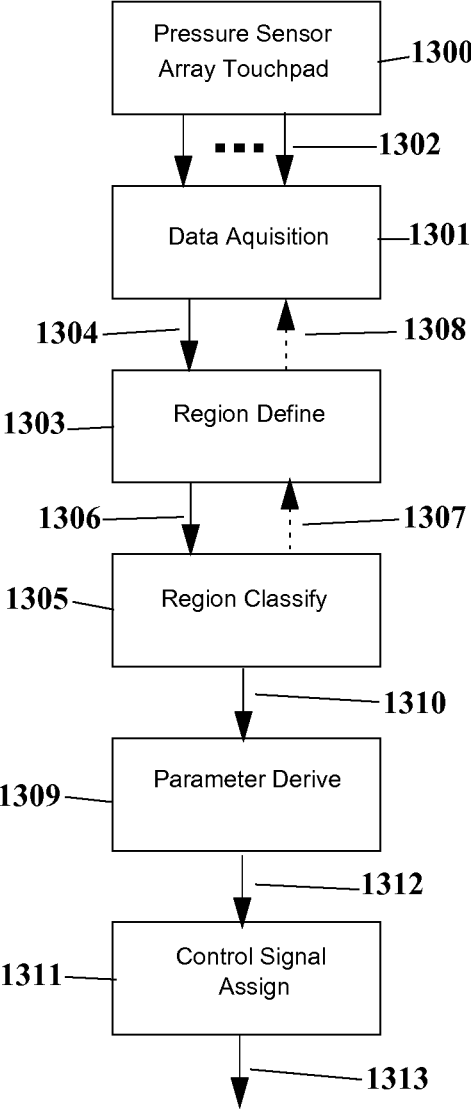 Pressure Sensor
Array Touchpad
1300
1302
Data Aquisition
1301
1304
1308
Region Define
1303
1306
1307
Region Classify
1305
1310
Parameter Derive
1309
1312
Control Signal
Assign
1311
1313